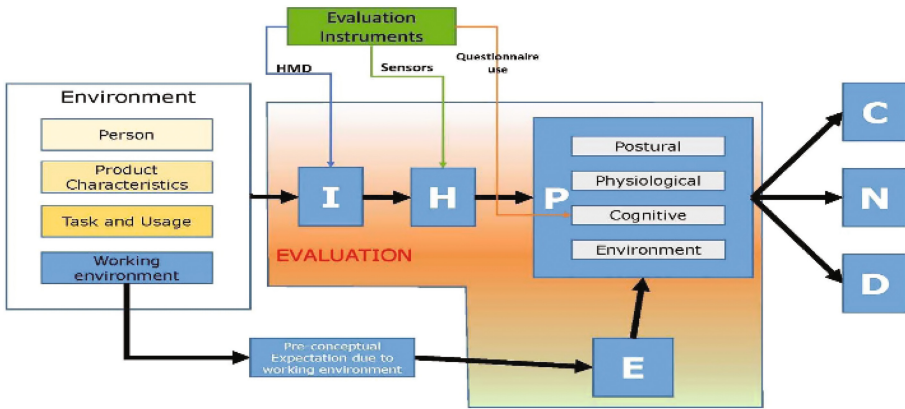 Evaluation
Instruments
HMD
Sensors
Questionnaire
use
Environment
Person
Product
Characteristics
Task and Usage
Working
environment
I
H
P
Postural
Physiological
Cognitive
Environment
EVALUATION
C
N
D
Pre-conceptual
Expectation due to
working environment
E